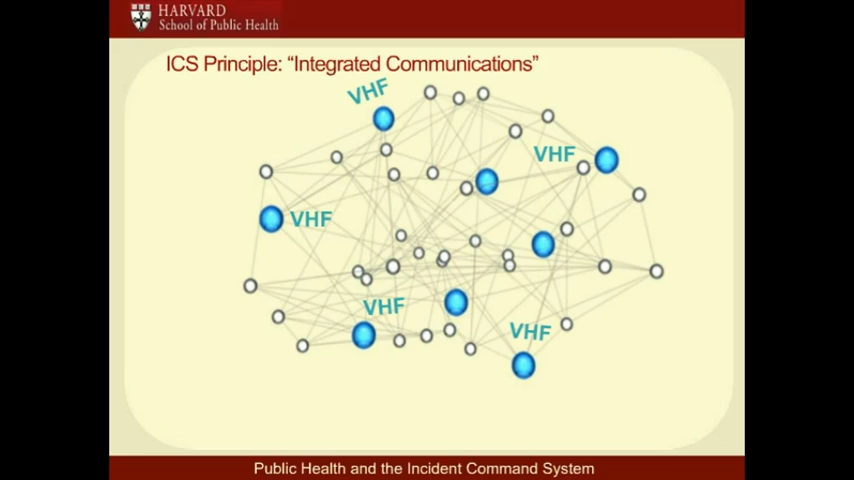 HARVARD
School of Public Health
ICS Principle: “Integrated Communications”
VHF
VHF
VHF
VHF
VHF
Public Health and the Incident Command System